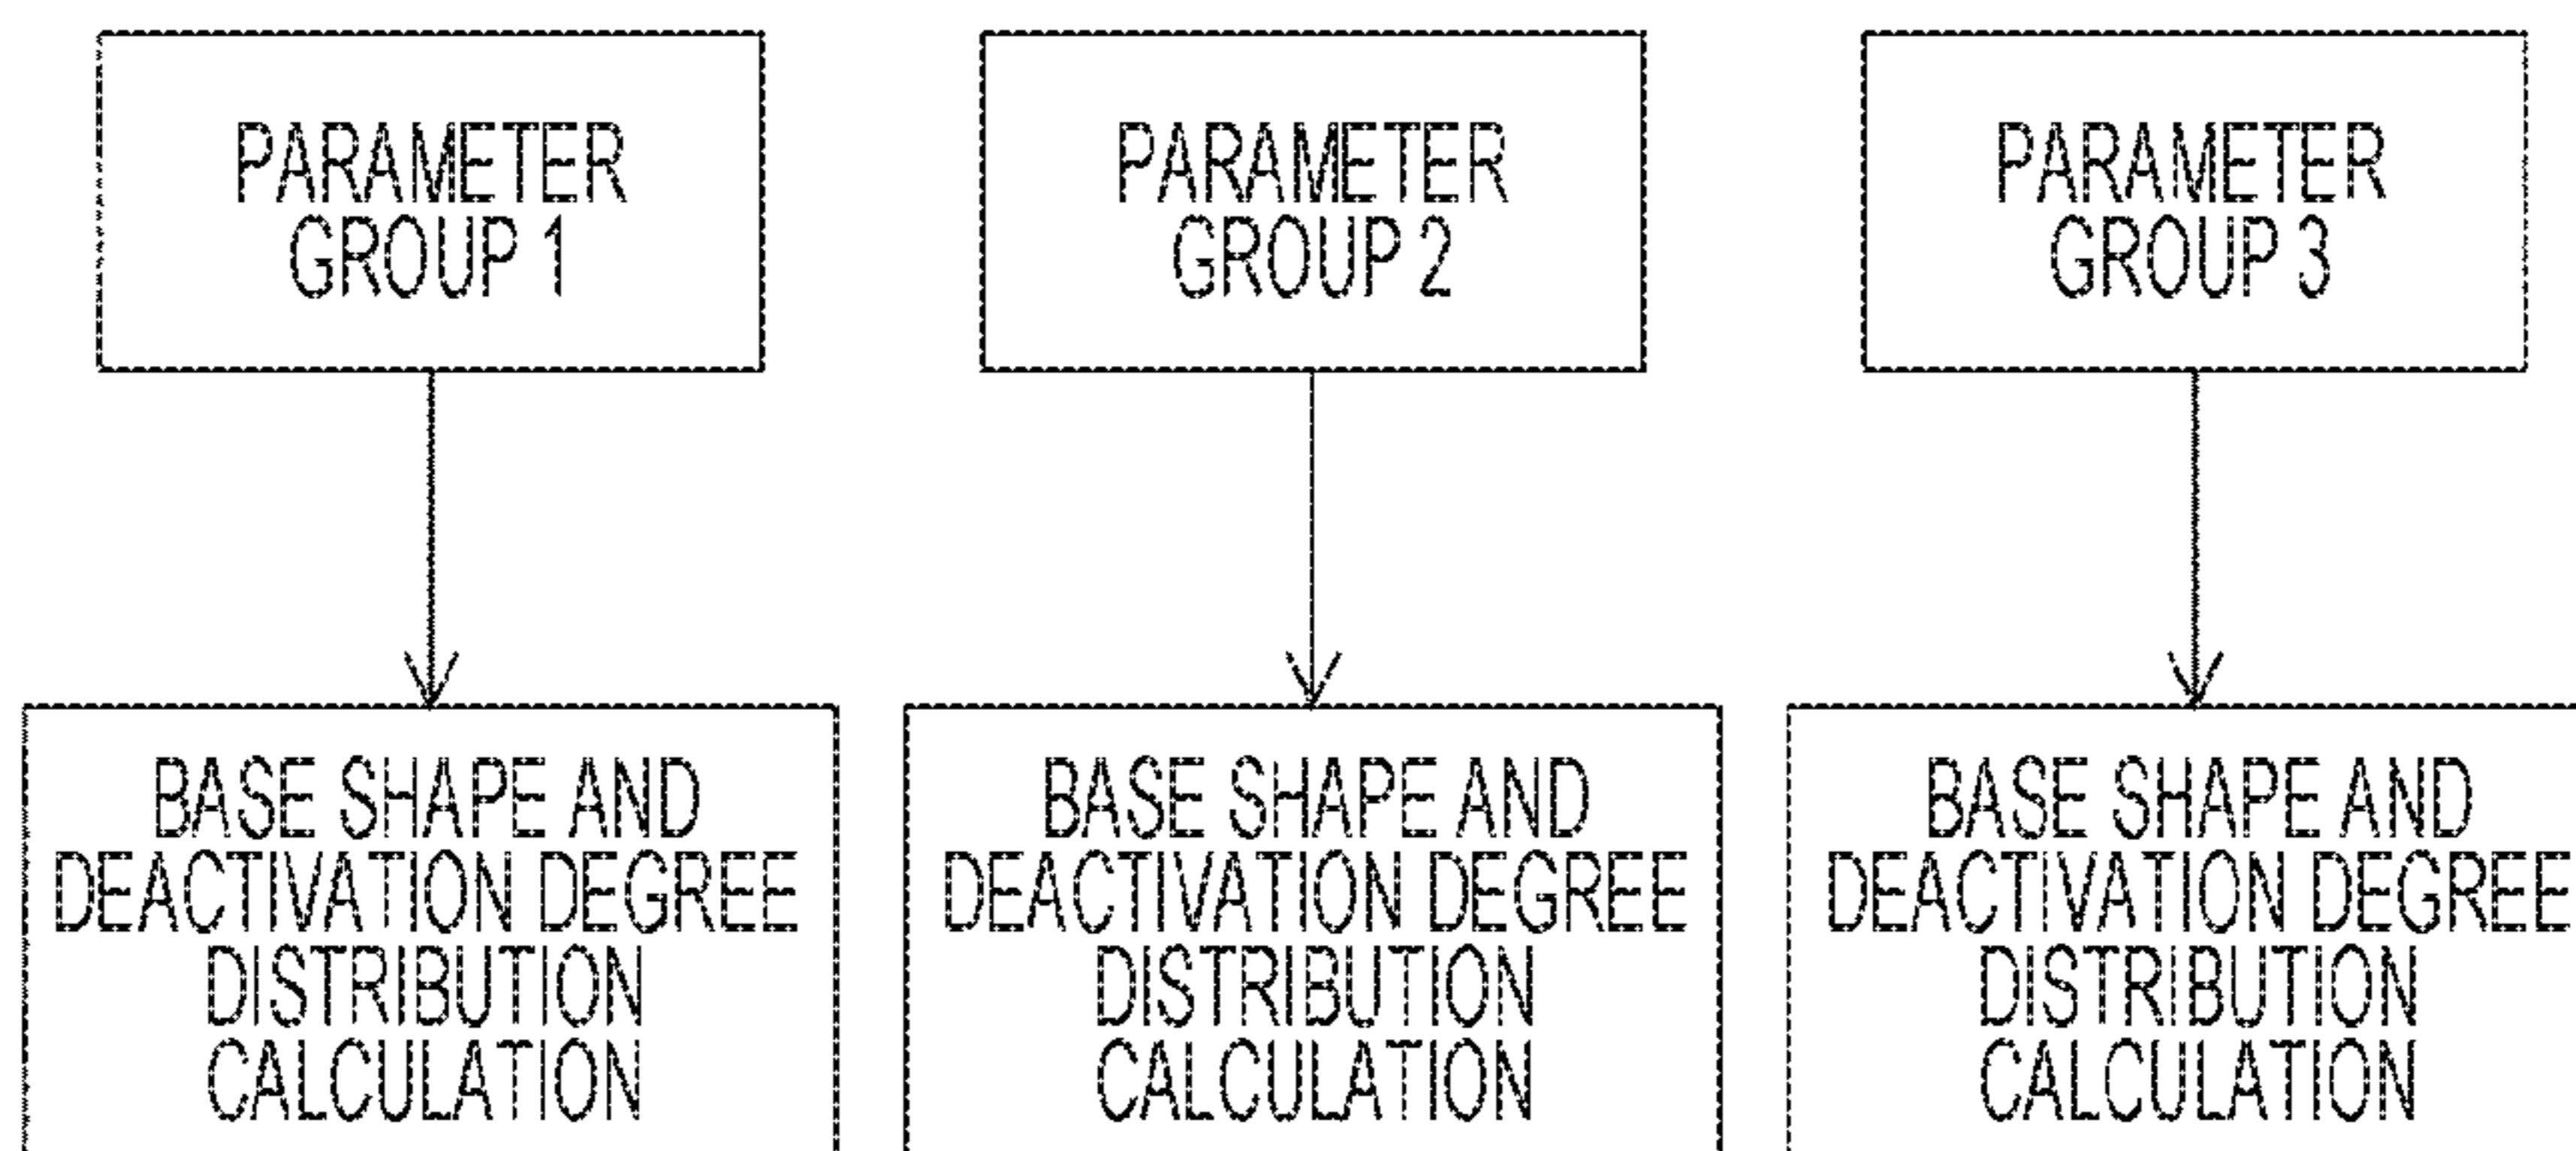 PARAMETER
GROUP 1
PARAMETER
GROUP 2
PARAMETER
GROUP 3
BASE SHAPE AND
DEACTIVATION DEGREE
DISTRIBUTION
CALCULATION
BASE SHAPE AND
DEACTIVATION DEGREE
DISTRIBUTION
CALCULATION
BASE SHAPE AND
DEACTIVATION DEGREE
DISTRIBUTION
CALCULATION